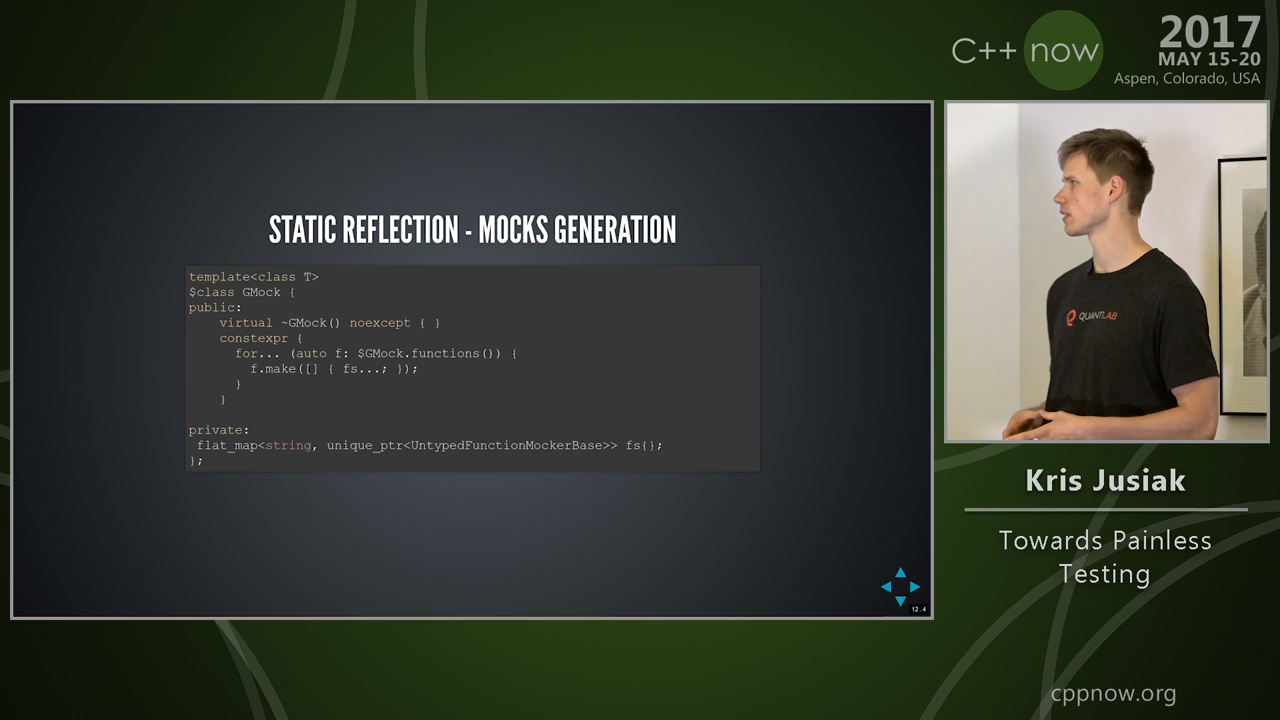 C++ now
2017
MAY 15-20
Aspen, Colorado, USA
STATIC REFLECTION - MOCKS GENERATION
template<class T>
$class GMock {
public:
    virtual ~GMock() noexcept { }
    constexpr {
      for... (auto f: $GMock.functions()) {
        f.make([] { fs...; });
      }
    }
private:
 flat_map<string, unique_ptr<UntypedFunctionMockerBase>> fs{};
};
12.4
QUANTLAB
Kris Jusiak
Towards Painless
Testing
cppnow.org